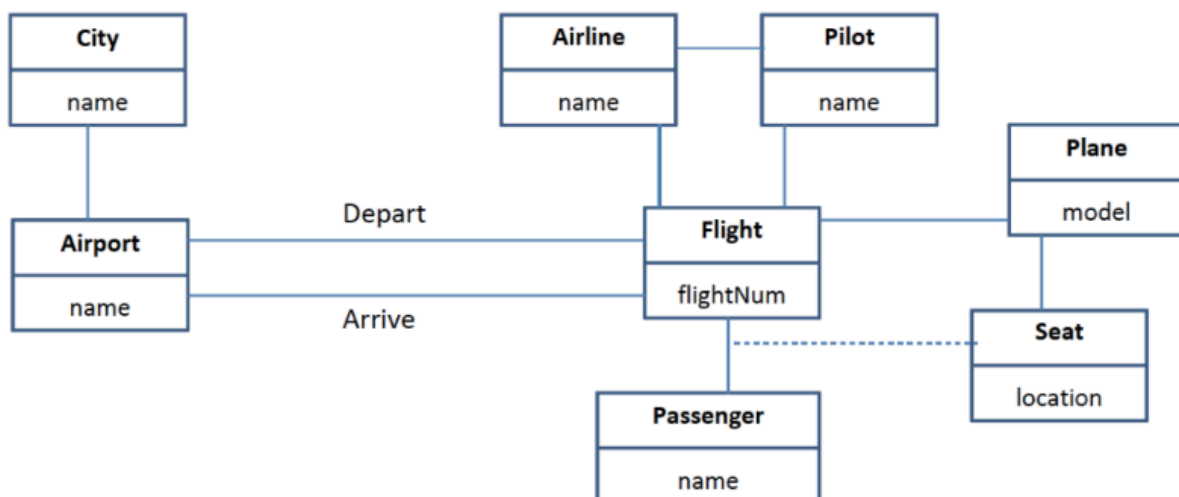 City
name
Airline
name
Pilot
name
Plane
model
Depart
Airport
name
Flight
flightNum
Arrive
Seat
location
Passenger
name